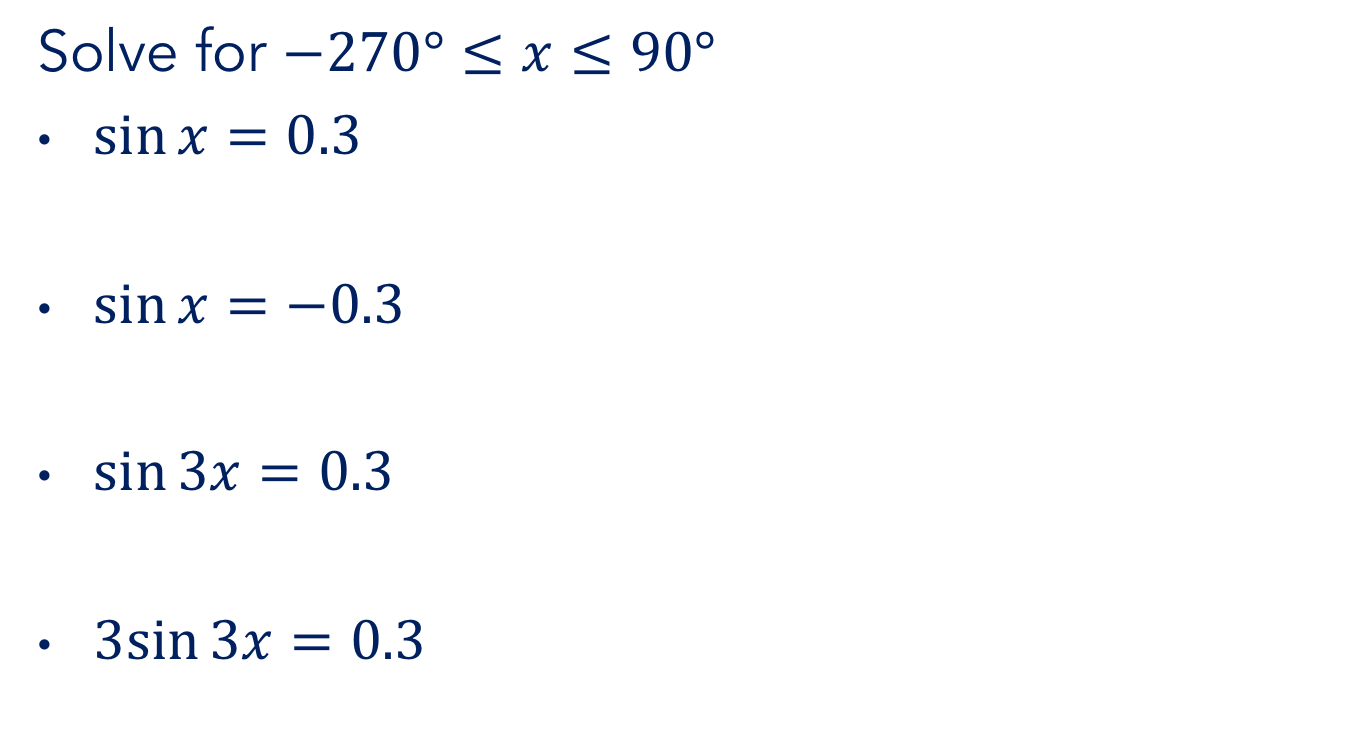 Solve for −270° ≤ x ≤ 90°
• sin x = 0.3
• sin x = −0.3
• sin 3x = 0.3
• 3sin 3x = 0.3